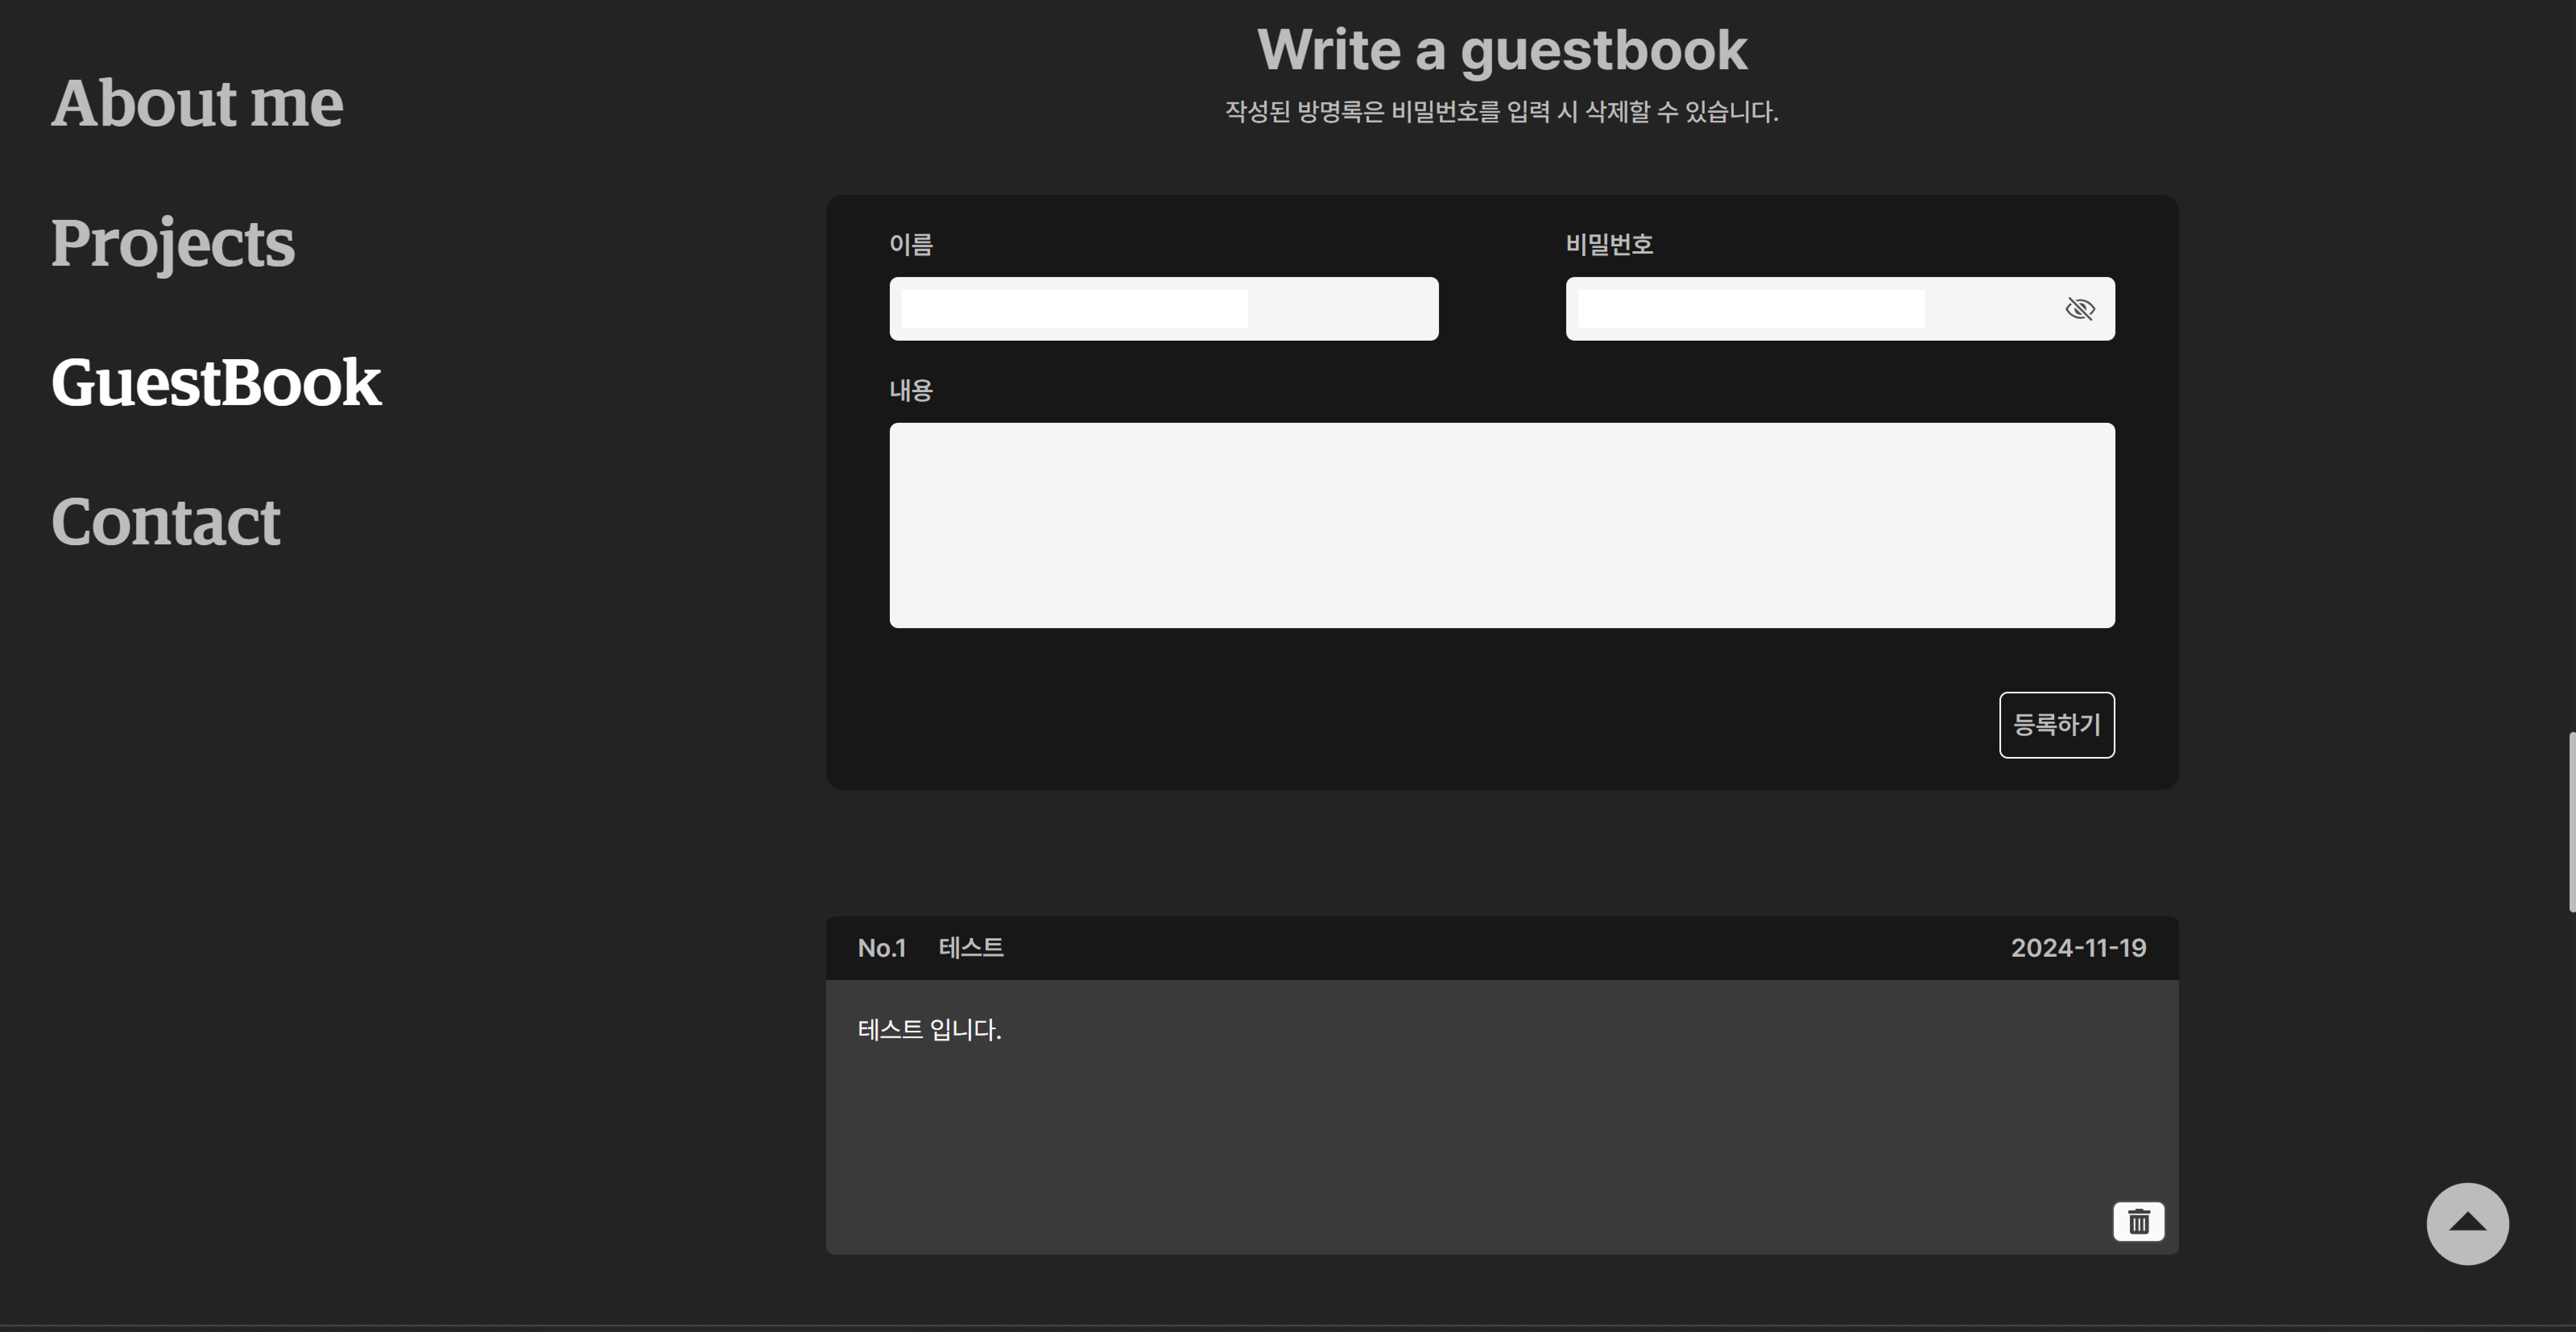 About me
Projects
GuestBook
Contact
Write a guestbook
작성된 방명록은 비밀번호를 입력 시 삭제할 수 있습니다.
이름
비밀번호
내용
등록하기
No.1 테스트 2024-11-19
테스트 입니다.